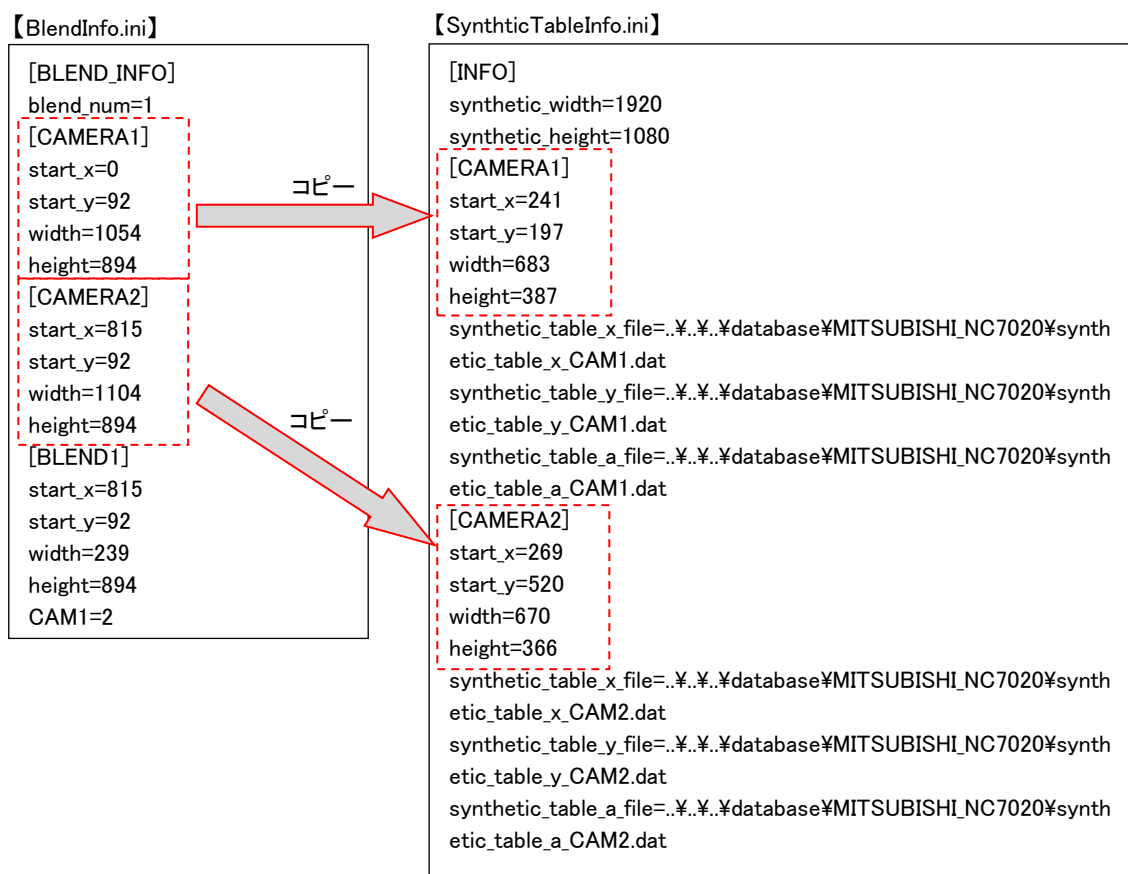 【BlendInfo.ini】
[BLEND_INFO]
blend_num=1
[CAMERA1]
start_x=0
start_y=92
width=1054
height=894
[CAMERA2]
start_x=815
start_y=92
width=1104
height=894
[BLEND1]
start_x=815
start_y=92
width=239
height=894
CAM1=2
コピー
コピー
【SynthticTableInfo.ini】
[INFO]
synthetic_width=1920
synthetic_height=1080
[CAMERA1]
start_x=241
start_y=197
width=683
height=387
synthetic_table_x_file=..¥..¥..¥database¥MITSUBISHI_NC7020¥synth
etic_table_x_CAM1.dat
synthetic_table_y_file=..¥..¥..¥database¥MITSUBISHI_NC7020¥synth
etic_table_y_CAM1.dat
synthetic_table_a_file=..¥..¥..¥database¥MITSUBISHI_NC7020¥synth
etic_table_a_CAM1.dat
[CAMERA2]
start_x=269
start_y=520
width=670
height=366
synthetic_table_x_file=..¥..¥..¥database¥MITSUBISHI_NC7020¥synth
etic_table_x_CAM2.dat
synthetic_table_y_file=..¥..¥..¥database¥MITSUBISHI_NC7020¥synth
etic_table_y_CAM2.dat
synthetic_table_a_file=..¥..¥..¥database¥MITSUBISHI_NC7020¥synth
etic_table_a_CAM2.dat